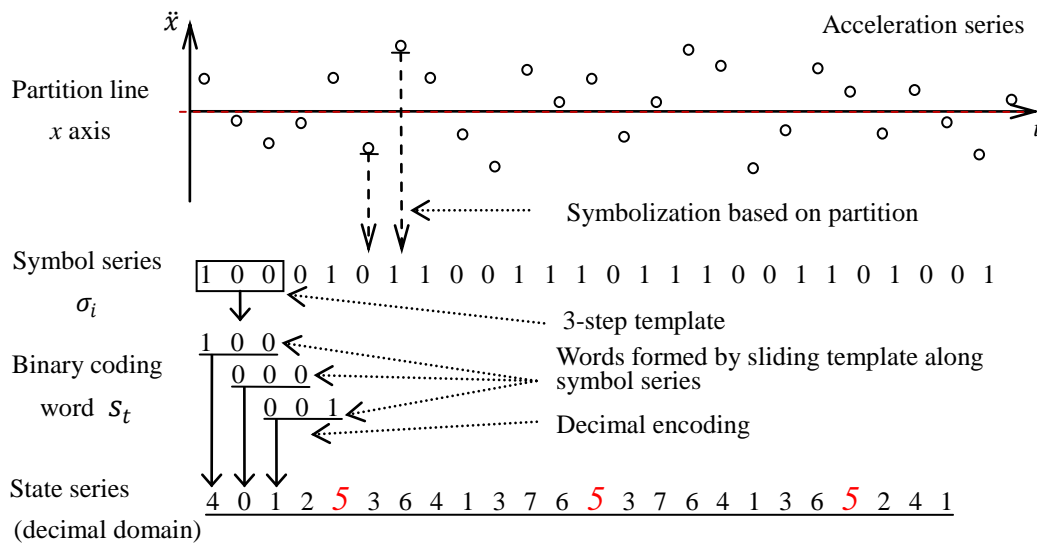 ẍ
Acceleration series
Partition line
x axis
t
Symbolization based on partition
Symbol series
σi
1 0 0 0 1 0 1 1 0 0 1 1 1 0 1 1 1 0 0 1 0 1 0 0 1
3-step template
Binary coding
word St
1 0 0
0 0 0
0 0 1
Words formed by sliding template along
symbol series
Decimal encoding
State series
(decimal domain)
4 0 1 2 5 3 6 4 1 3 7 6 5 3 7 6 4 1 3 6 5 2 4 1